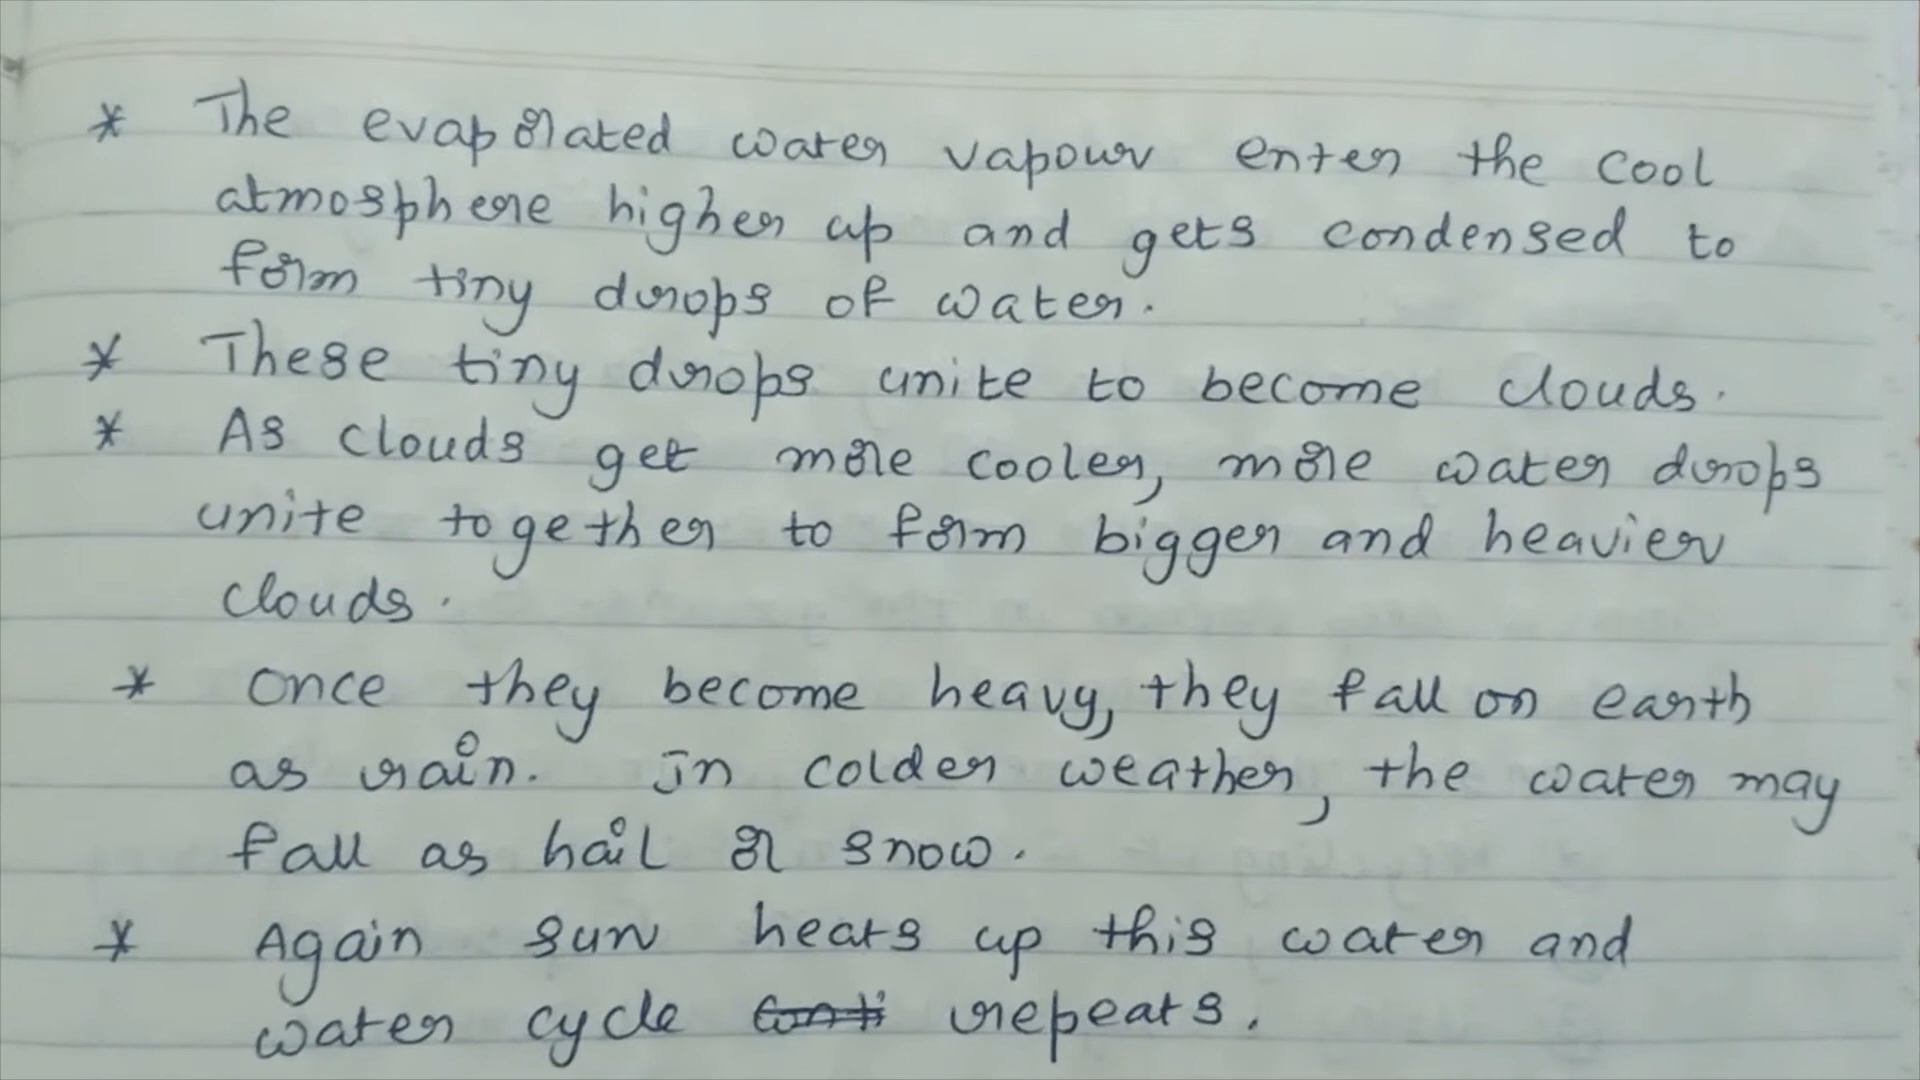 * The evaporated water vapour enter the cool
atmosphere higher up and gets condensed to
form tiny drops of water.
* These tiny drops unite to become clouds.
* As clouds get more cooler, more water drops
unite together to form bigger and heavier
clouds.
* Once they become heavy, they fall on earth
as rain. In colder weather, the water may
fall as hail or snow.
* Again sun heats up this water and
water cycle repeats.